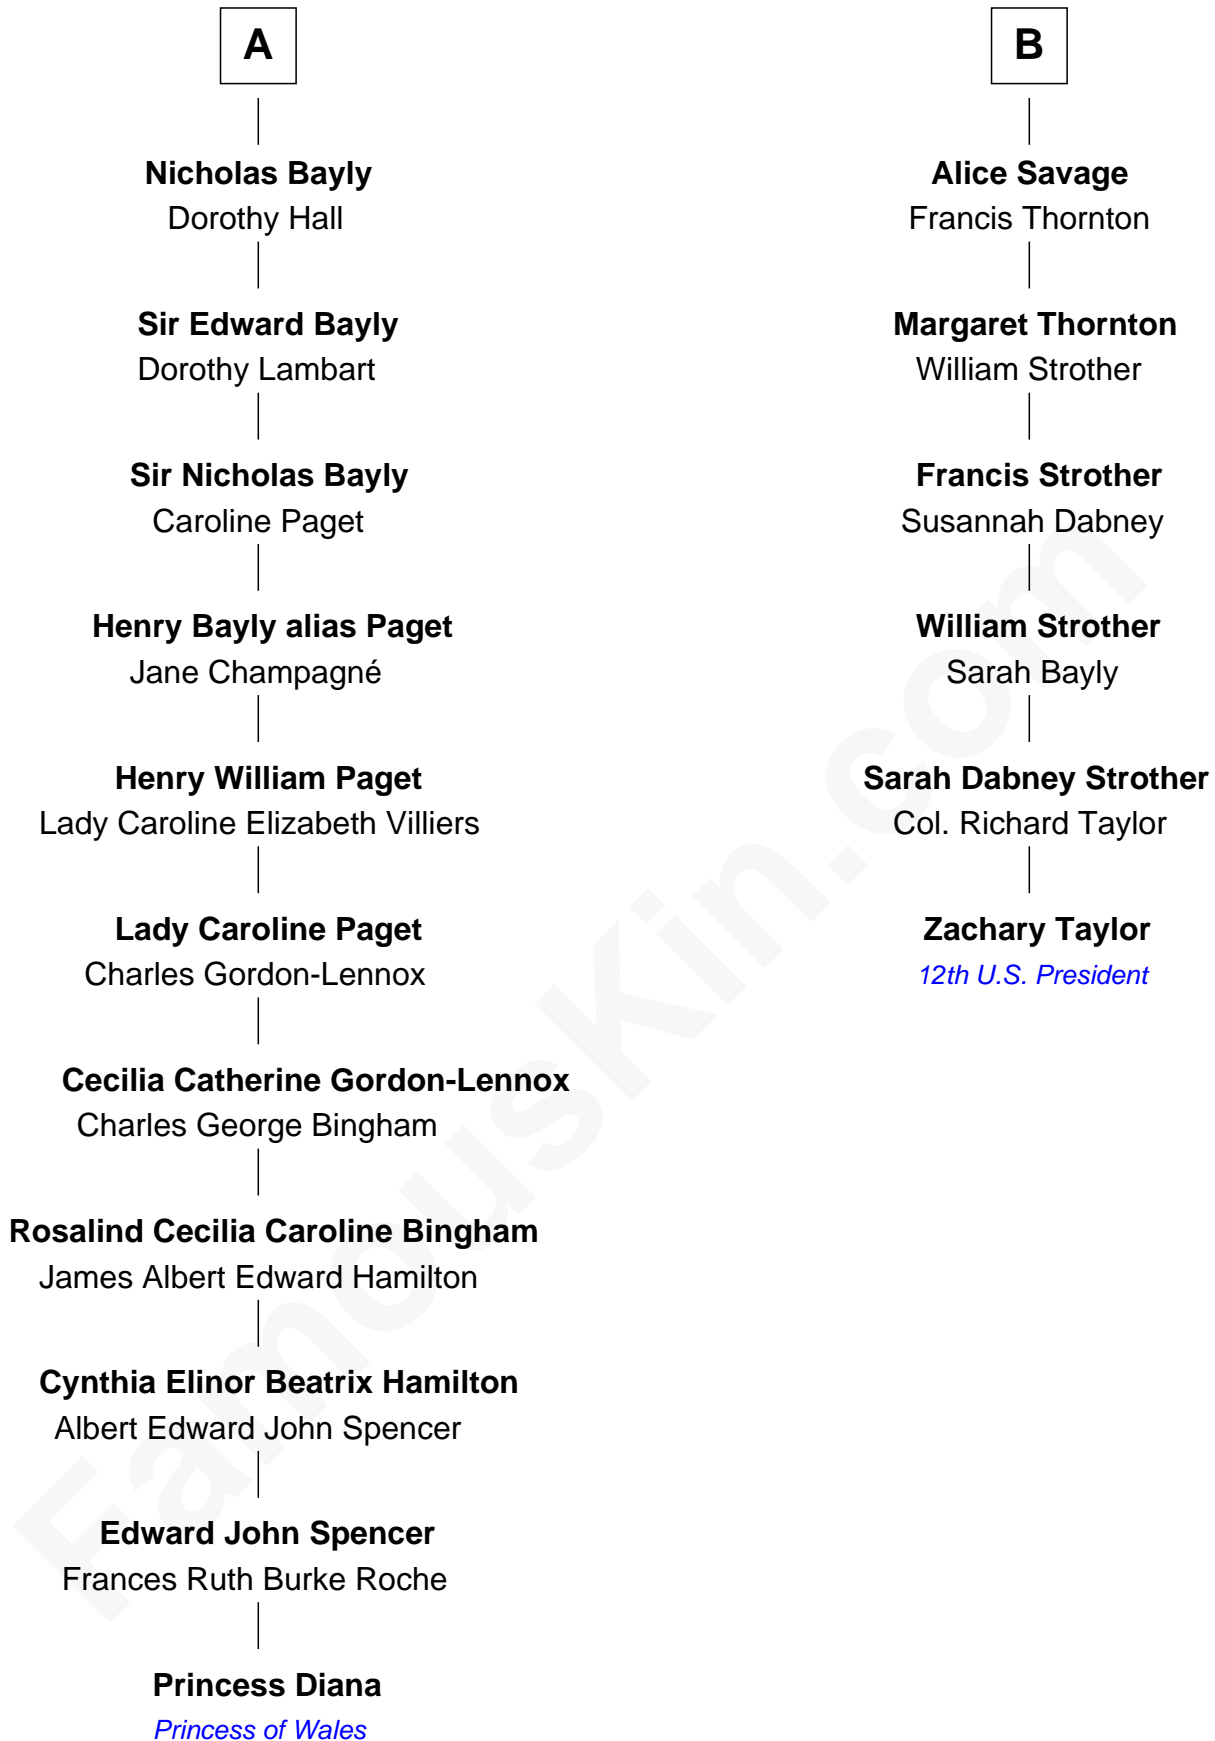 A
Nicholas Bayly
Dorothy Hall
Sir Edward Bayly
Dorothy Lambart
Sir Nicholas Bayly
Caroline Paget
Henry Bayly alias Paget
Jane Champagné
Henry William Paget
Lady Caroline Elizabeth Villiers
Lady Caroline Paget
Charles Gordon-Lennox
Cecilia Catherine Gordon-Lennox
Charles George Bingham
Rosalind Cecilia Caroline Bingham
James Albert Edward Hamilton
Cynthia Elinor Beatrix Hamilton
Albert Edward John Spencer
Edward John Spencer
Frances Ruth Burke Roche
Princess Diana
Princess of Wales
B
Alice Savage
Francis Thornton
Margaret Thornton
William Strother
Francis Strother
Susannah Dabney
William Strother
Sarah Bayly
Sarah Dabney Strother
Col. Richard Taylor
Zachary Taylor
12th U.S. President
FamousKin.com